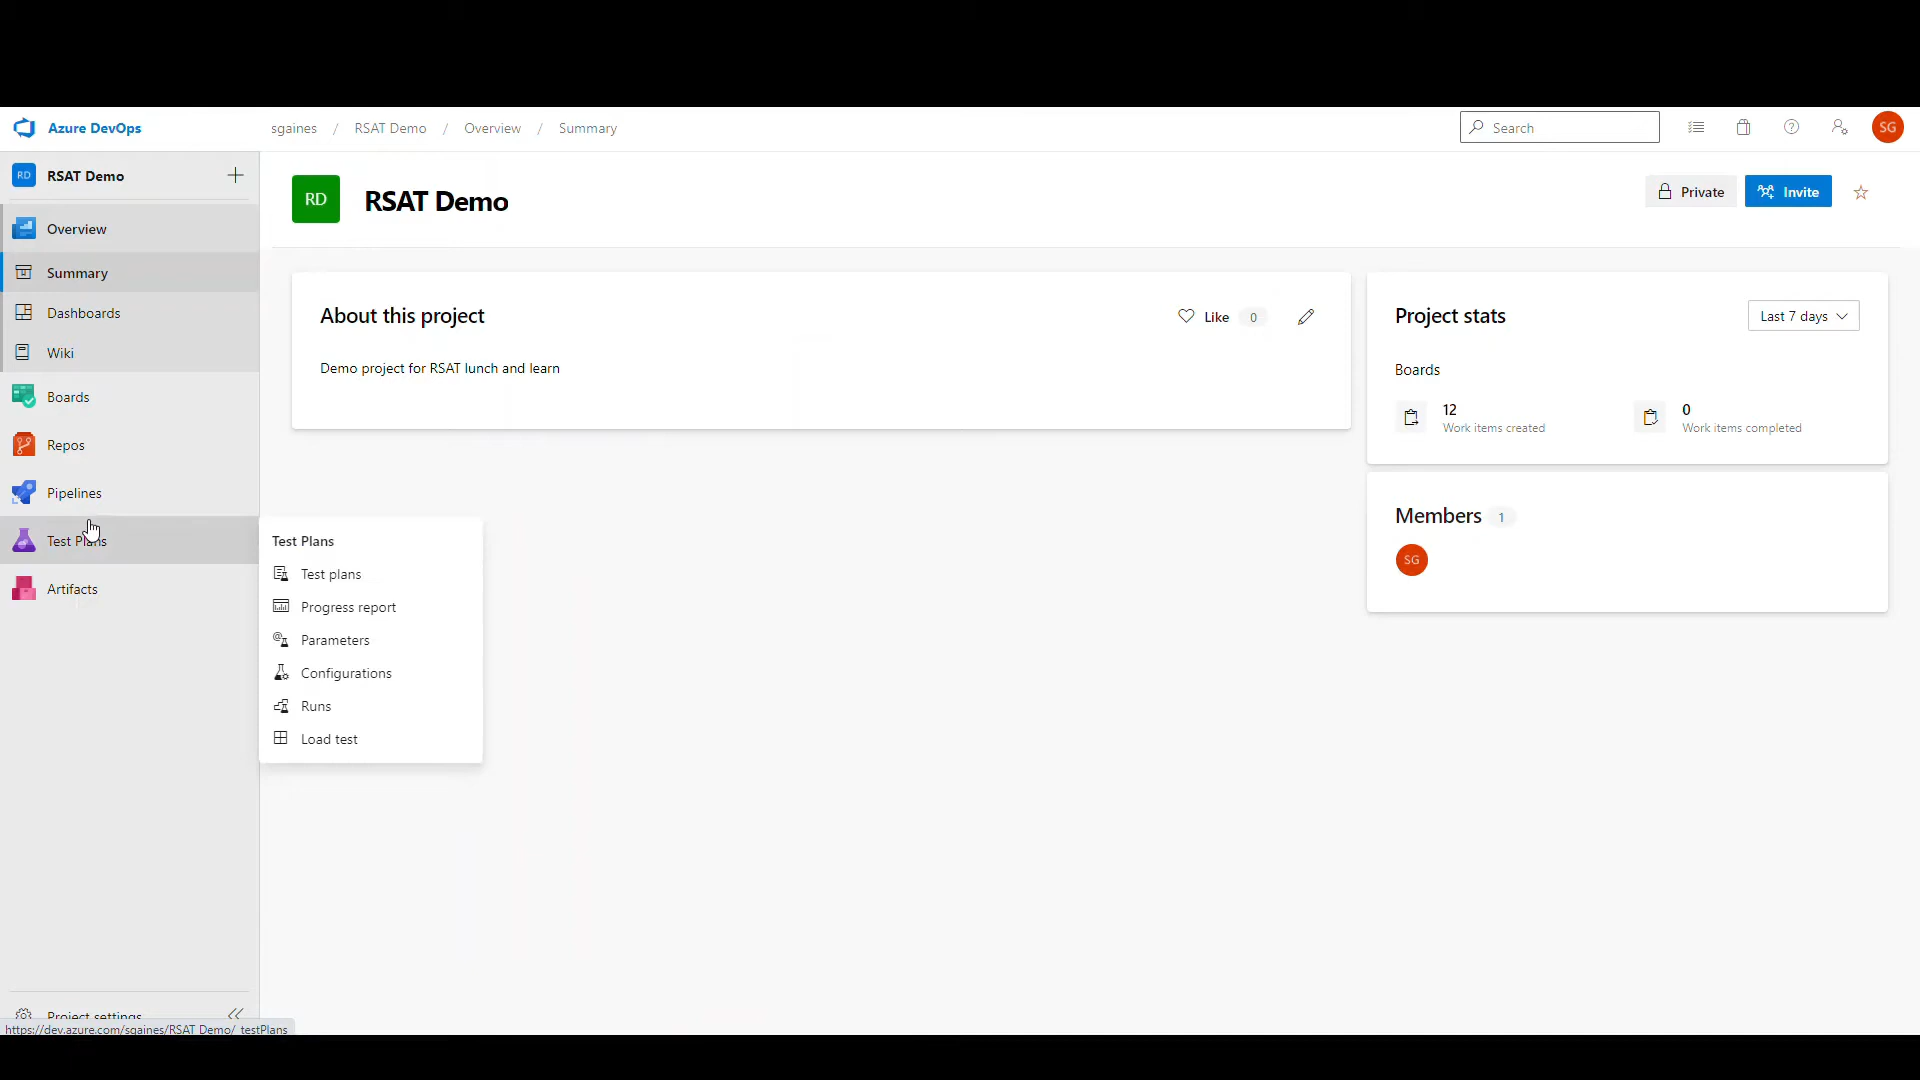 Azure DevOps
sgaines / RSAT Demo / Overview / Summary
Search
SG
RD RSAT Demo
RD
RSAT Demo
Private
Invite
Overview
Summary
Dashboards
Wiki
Boards
Repos
Pipelines
Test Plans
Artifacts
About this project
Like 0
Demo project for RSAT lunch and learn
Project stats
Last 7 days
Boards
12
Work items created
0
Work items completed
Members 1
SG
Test Plans
Test plans
Progress report
Parameters
Configurations
Runs
Load test
Project settings
https://dev.azure.com/sgaines/RSAT Demo/_testPlans